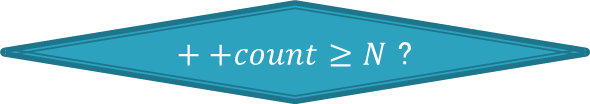 + +count ≥ N ?